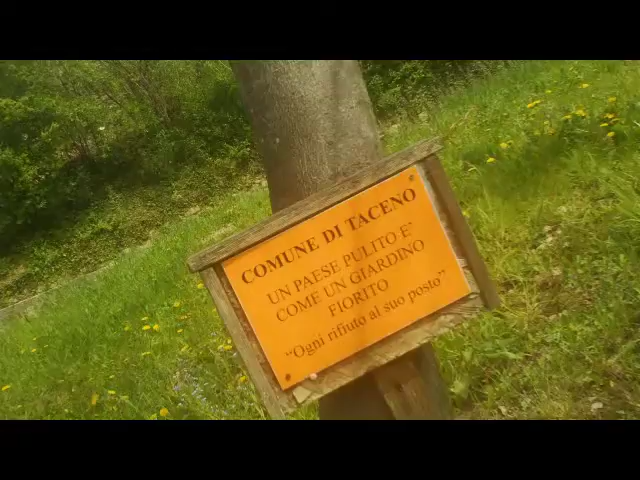 COMUNE DI TACENO
UN PAESE PULITO E'
COME UN GIARDINO
FIORITO
"Ogni rifiuto al suo posto"